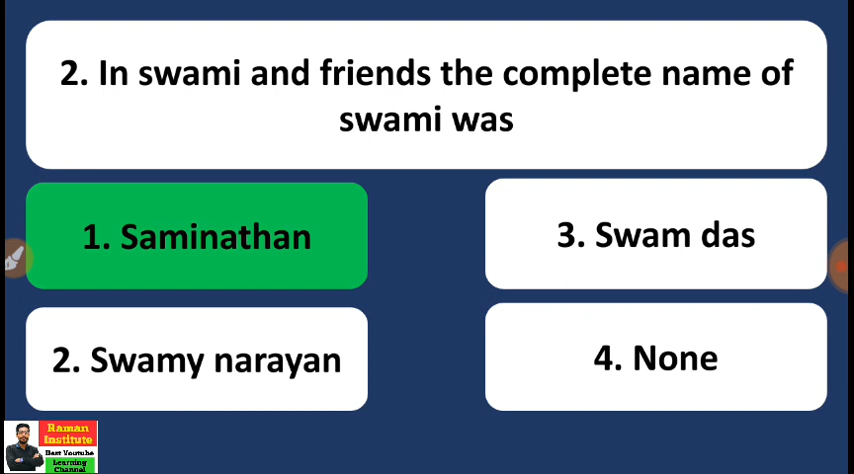 2. In swami and friends the complete name of
swami was
1. Saminathan
3. Swam das
2. Swamy narayan
4. None
Raman
Institute
Best Youtube
Learning
Channel